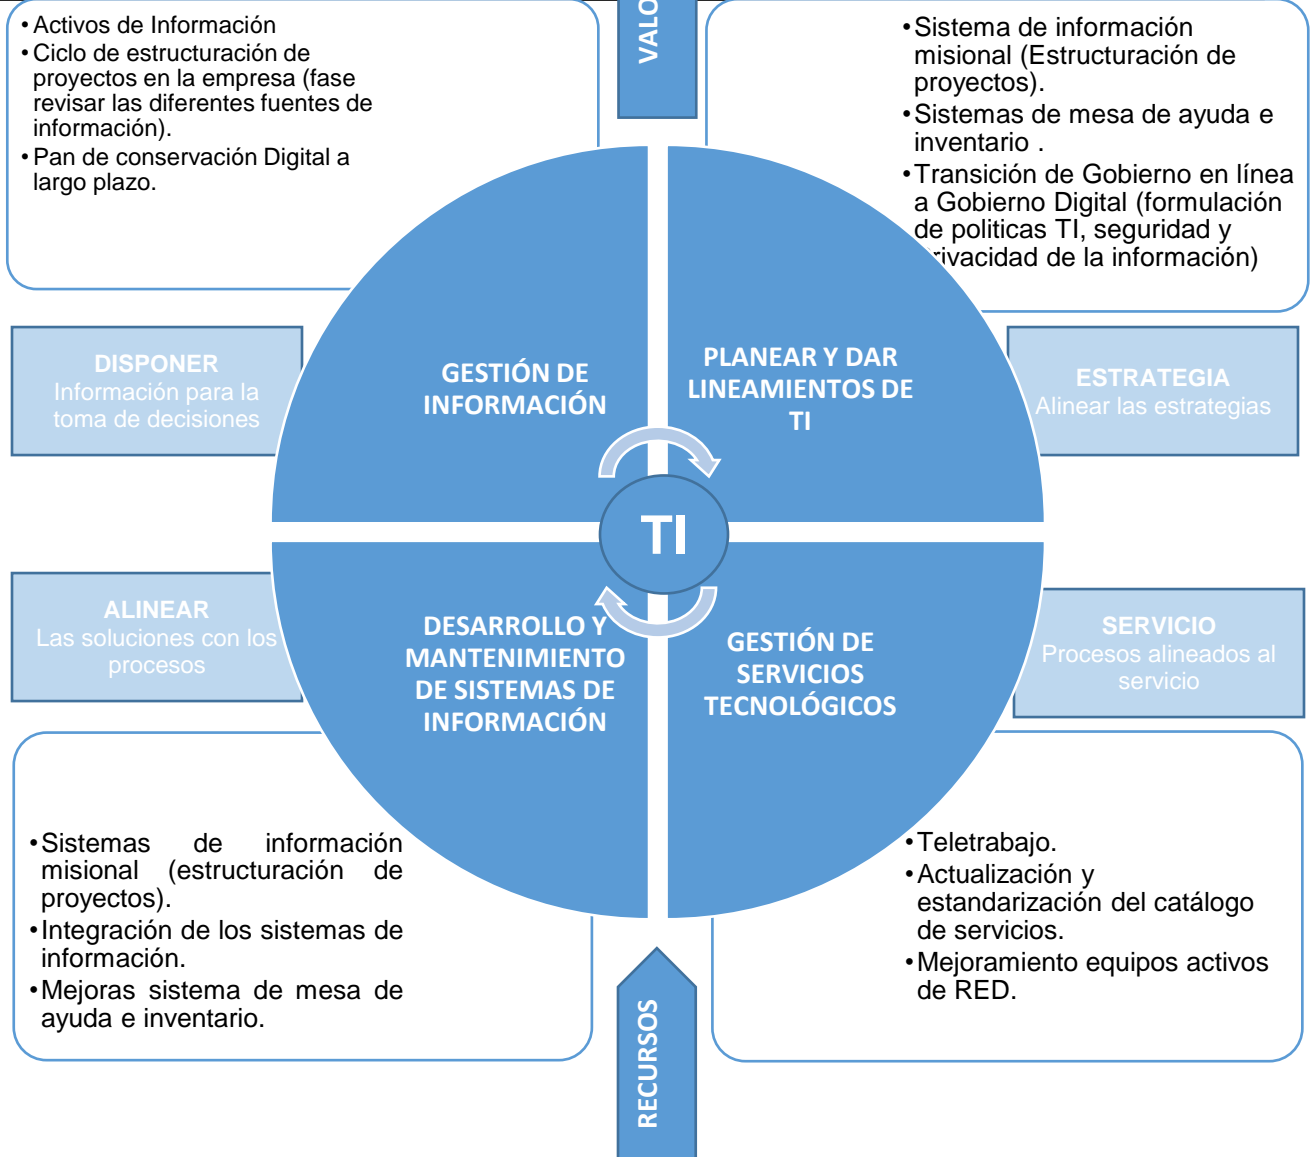 • Activos de Información
• Ciclo de estructuración de
proyectos en la empresa (fase
revisar las diferentes fuentes de
información).
• Pan de conservación Digital a
largo plazo.
•Sistema de información
misional (Estructuración de
proyectos).
•Sistemas de mesa de ayuda e
inventario .
•Transición de Gobierno en línea
a Gobierno Digital (formulación
de politicas TI, seguridad y
rivacidad de la información)
VALO
DISPONER
Información para la
toma de decisiones
GESTIÓN DE
INFORMACIÓN
PLANEAR Y DAR
LINEAMIENTOS DE
TI
ESTRATEGIA
Alinear las estrategias
TI
ALINEAR
Las soluciones con los
procesos
DESARROLLO Y
MANTENIMIENTO
DE SISTEMAS DE
INFORMACIÓN
GESTIÓN DE
SERVICIOS
TECNOLÓGICOS
SERVICIO
Procesos alineados al
servicio
•Sistemas de información
misional (estructuración de
proyectos).
•Integración de los sistemas de
información.
•Mejoras sistema de mesa de
ayuda e inventario.
•Teletrabajo.
•Actualización y
estandarización del catálogo
de servicios.
•Mejoramiento equipos activos
de RED.
RECURSOS